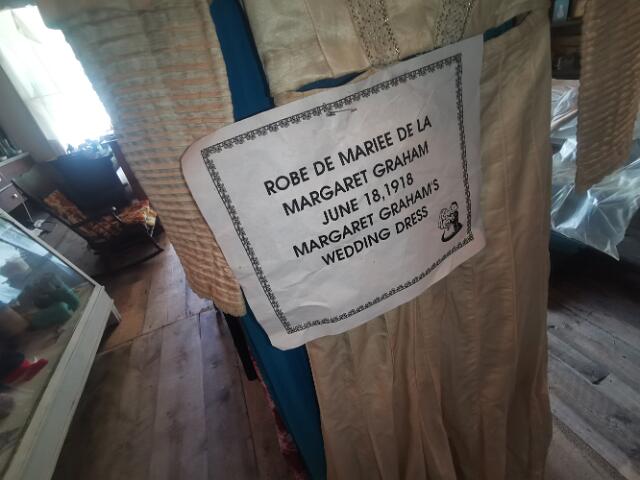 ROBE DE MARIEE DE LA
MARGARET GRAHAM
JUNE 18,1918
MARGARET GRAHAM'S
WEDDING DRESS